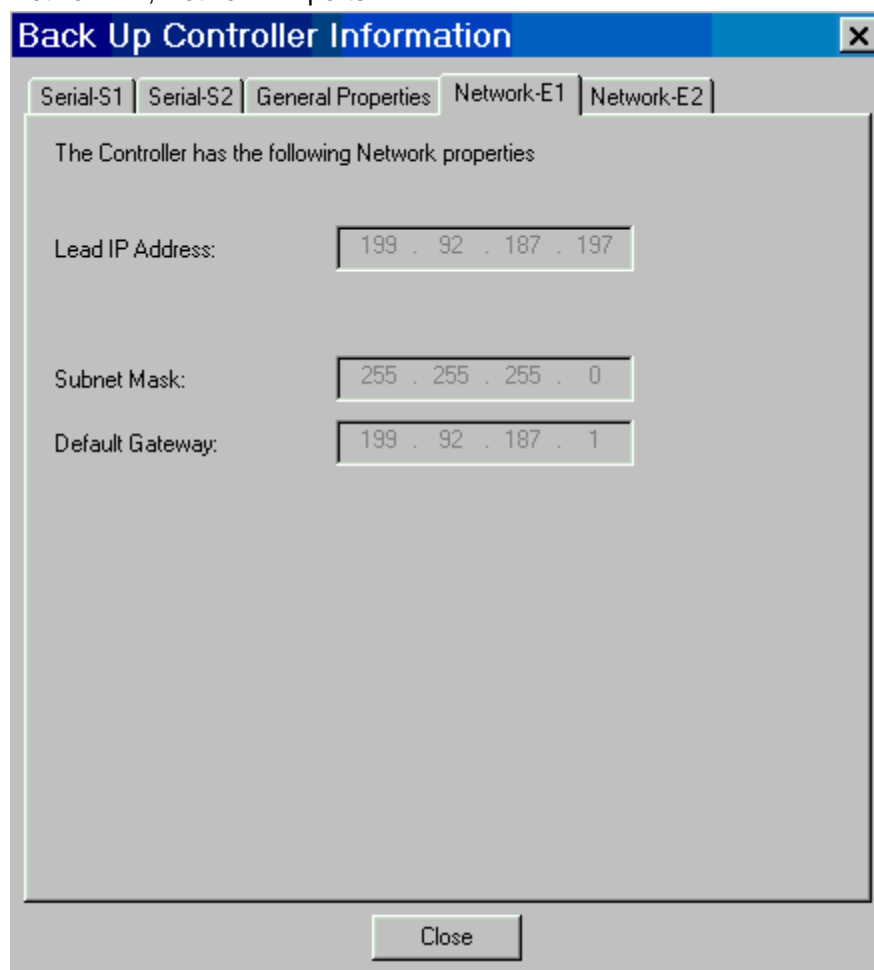 Back Up Controller Information
Serial-S1 Serial-S2 General Properties Network-E1 Network-E2
The Controller has the following Network properties
Lead IP Address: 199 . 92 . 187 . 197
Subnet Mask: 255 . 255 . 255 . 0
Default Gateway: 199 . 92 . 187 . 1
Close